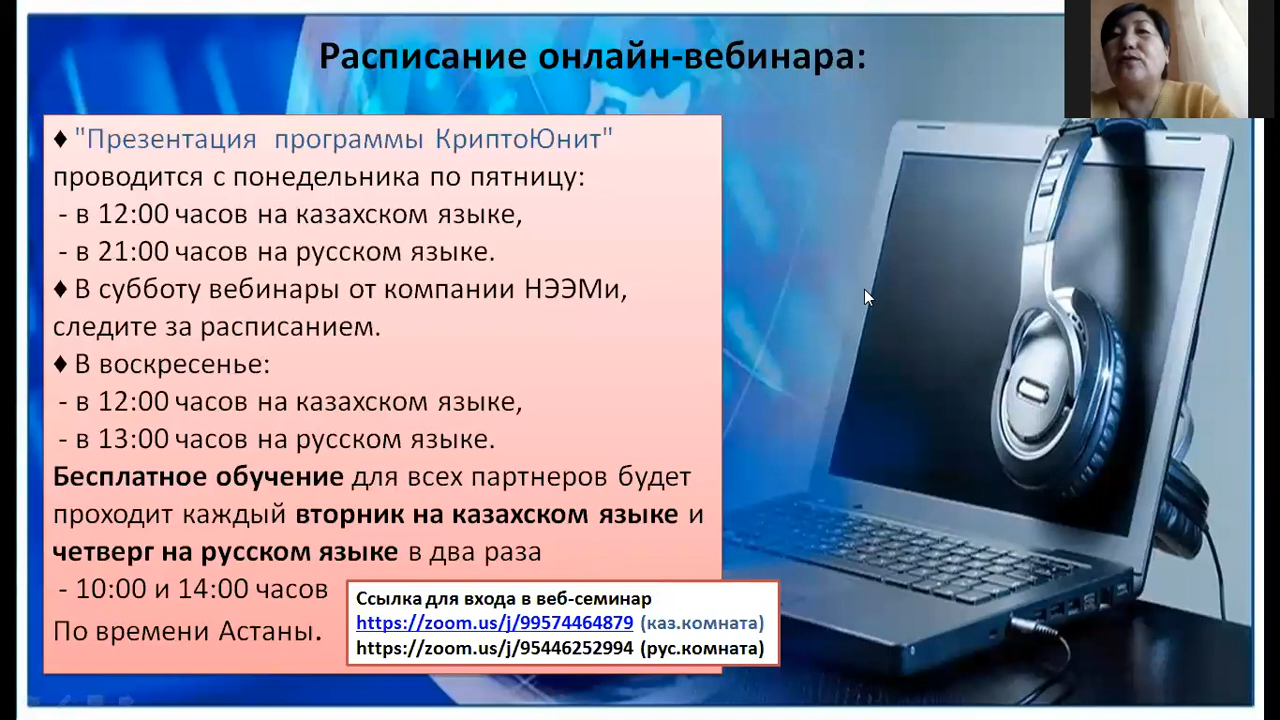 Расписание онлайн-вебинара:
♦ "Презентация программы КриптоЮнит"
проводится с понедельника по пятницу:
- в 12:00 часов на казахском языке,
- в 21:00 часов на русском языке.
♦ В субботу вебинары от компании НЭЭМи,
следите за расписанием.
♦ В воскресенье:
- в 12:00 часов на казахском языке,
- в 13:00 часов на русском языке.
Бесплатное обучение для всех партнеров будет
проходит каждый вторник на казахском языке и
четверг на русском языке в два раза
- 10:00 и 14:00 часов
По времени Астаны.
Ссылка для входа в веб-семинар
https://zoom.us/j/99574464879 (каз.комната)
https://zoom.us/j/95446252994 (рус.комната)